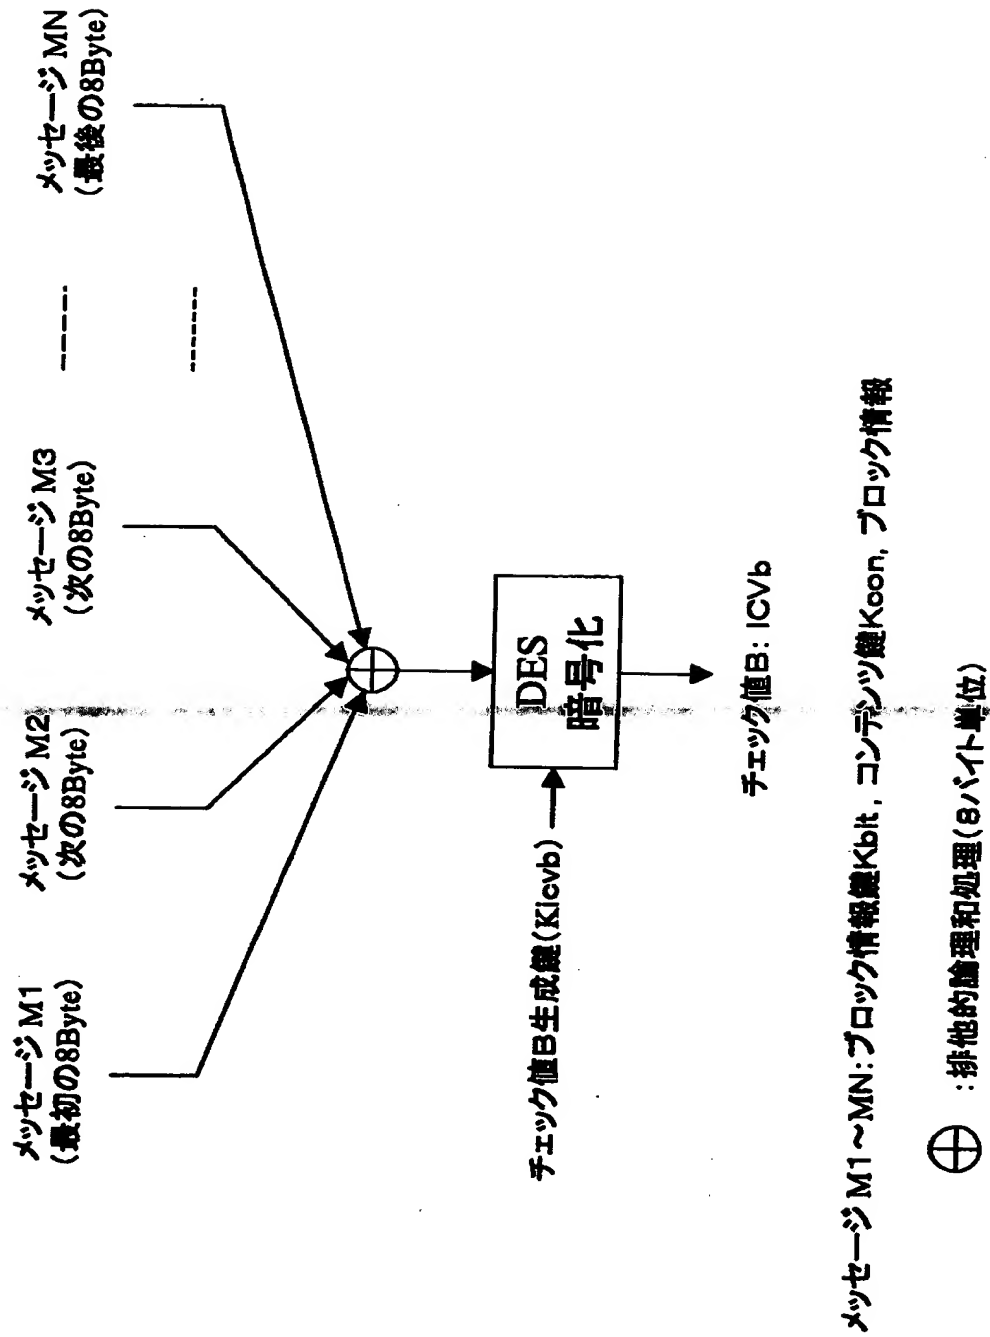 メッセージ M1
(最初の8Byte)
メッセージ M2
(次の8Byte)
メッセージ M3
(次の8Byte)
メッセージ MN
(最後の8Byte)
DES
暗号化
チェック値B生成鍵(Kicvb)
チェック値B: ICVb
メッセージ M1～MN:ブロック情報鍵Kbit, コンテンツ鍵Kcon, ブロック情報
⊕ :排他的論理和処理(8バイト単位)